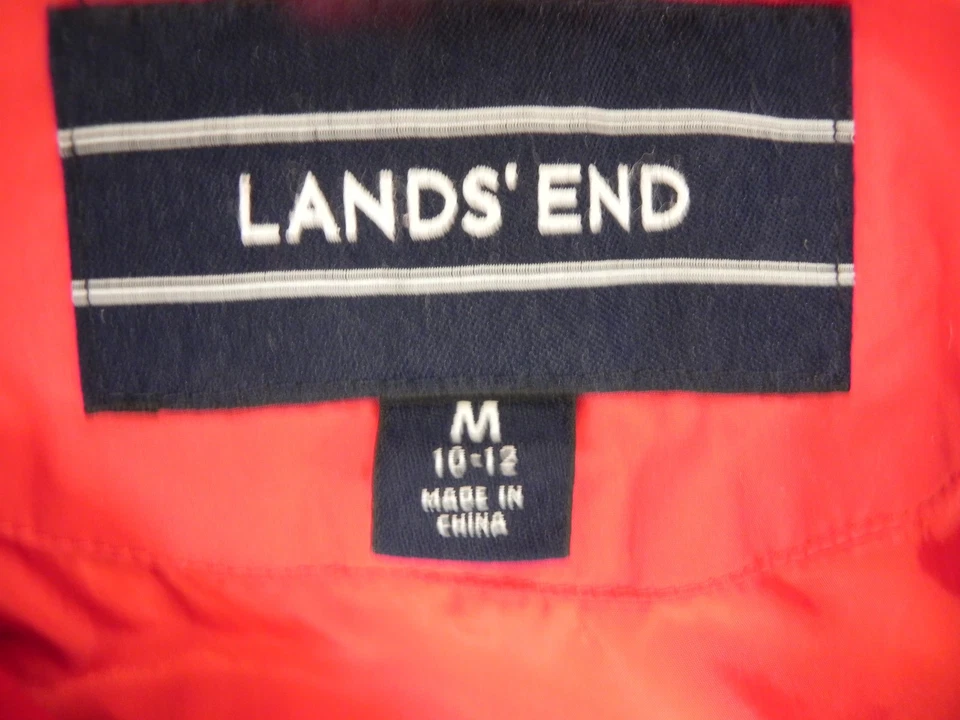 LANDS' END
M
10-12
MADE IN
CHINA